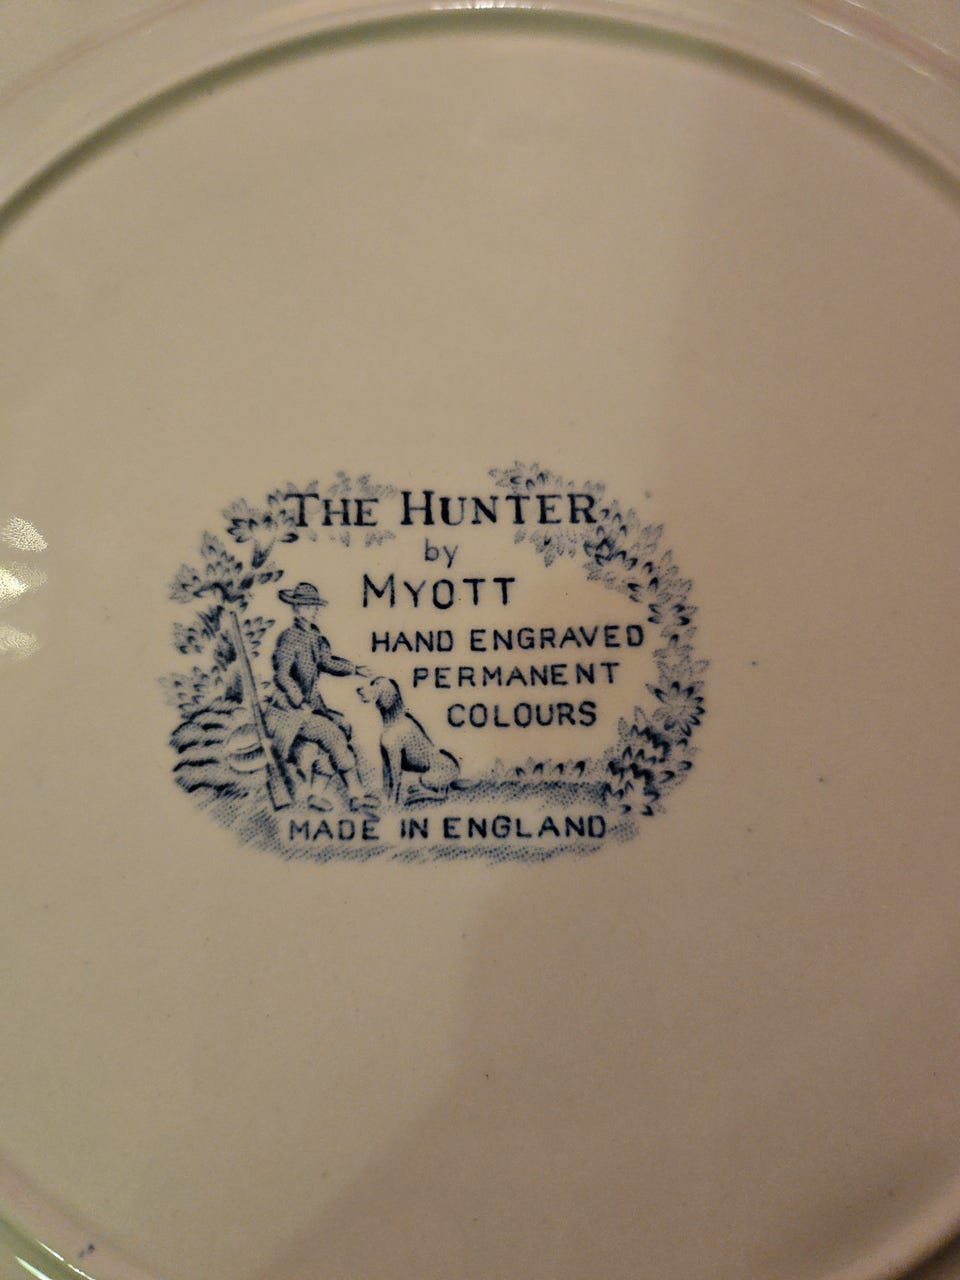 THE HUNTER
by
MYOTT
HAND ENGRAVED
PERMANENT
COLOURS
MADE IN ENGLAND